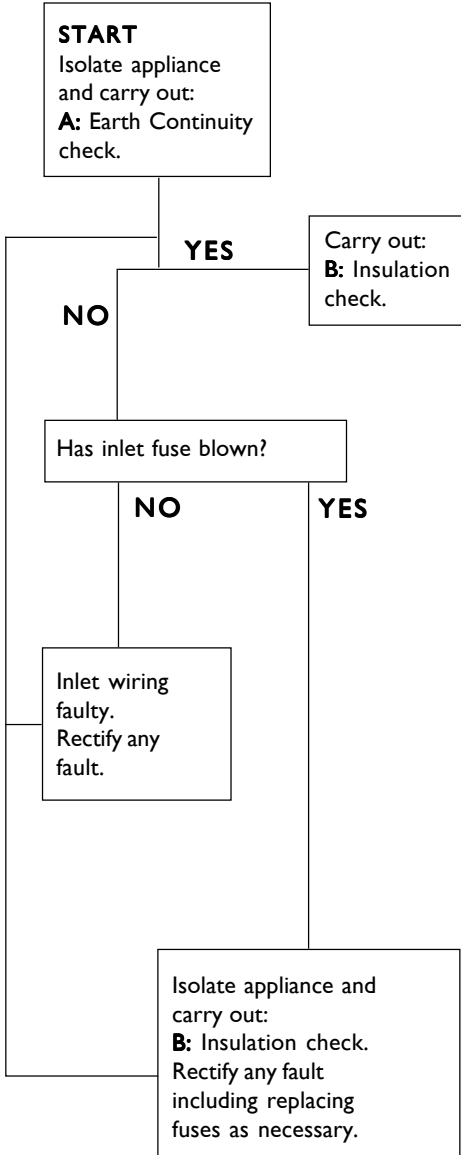 START
Isolate appliance
and carry out:
A: Earth Continuity
check.
YES
Carry out:
B: Insulation
check.
NO
Has inlet fuse blown?
NO
YES
Inlet wiring
faulty.
Rectify any
fault.
Isolate appliance and
carry out:
B: Insulation check.
Rectify any fault
including replacing
fuses as necessary.